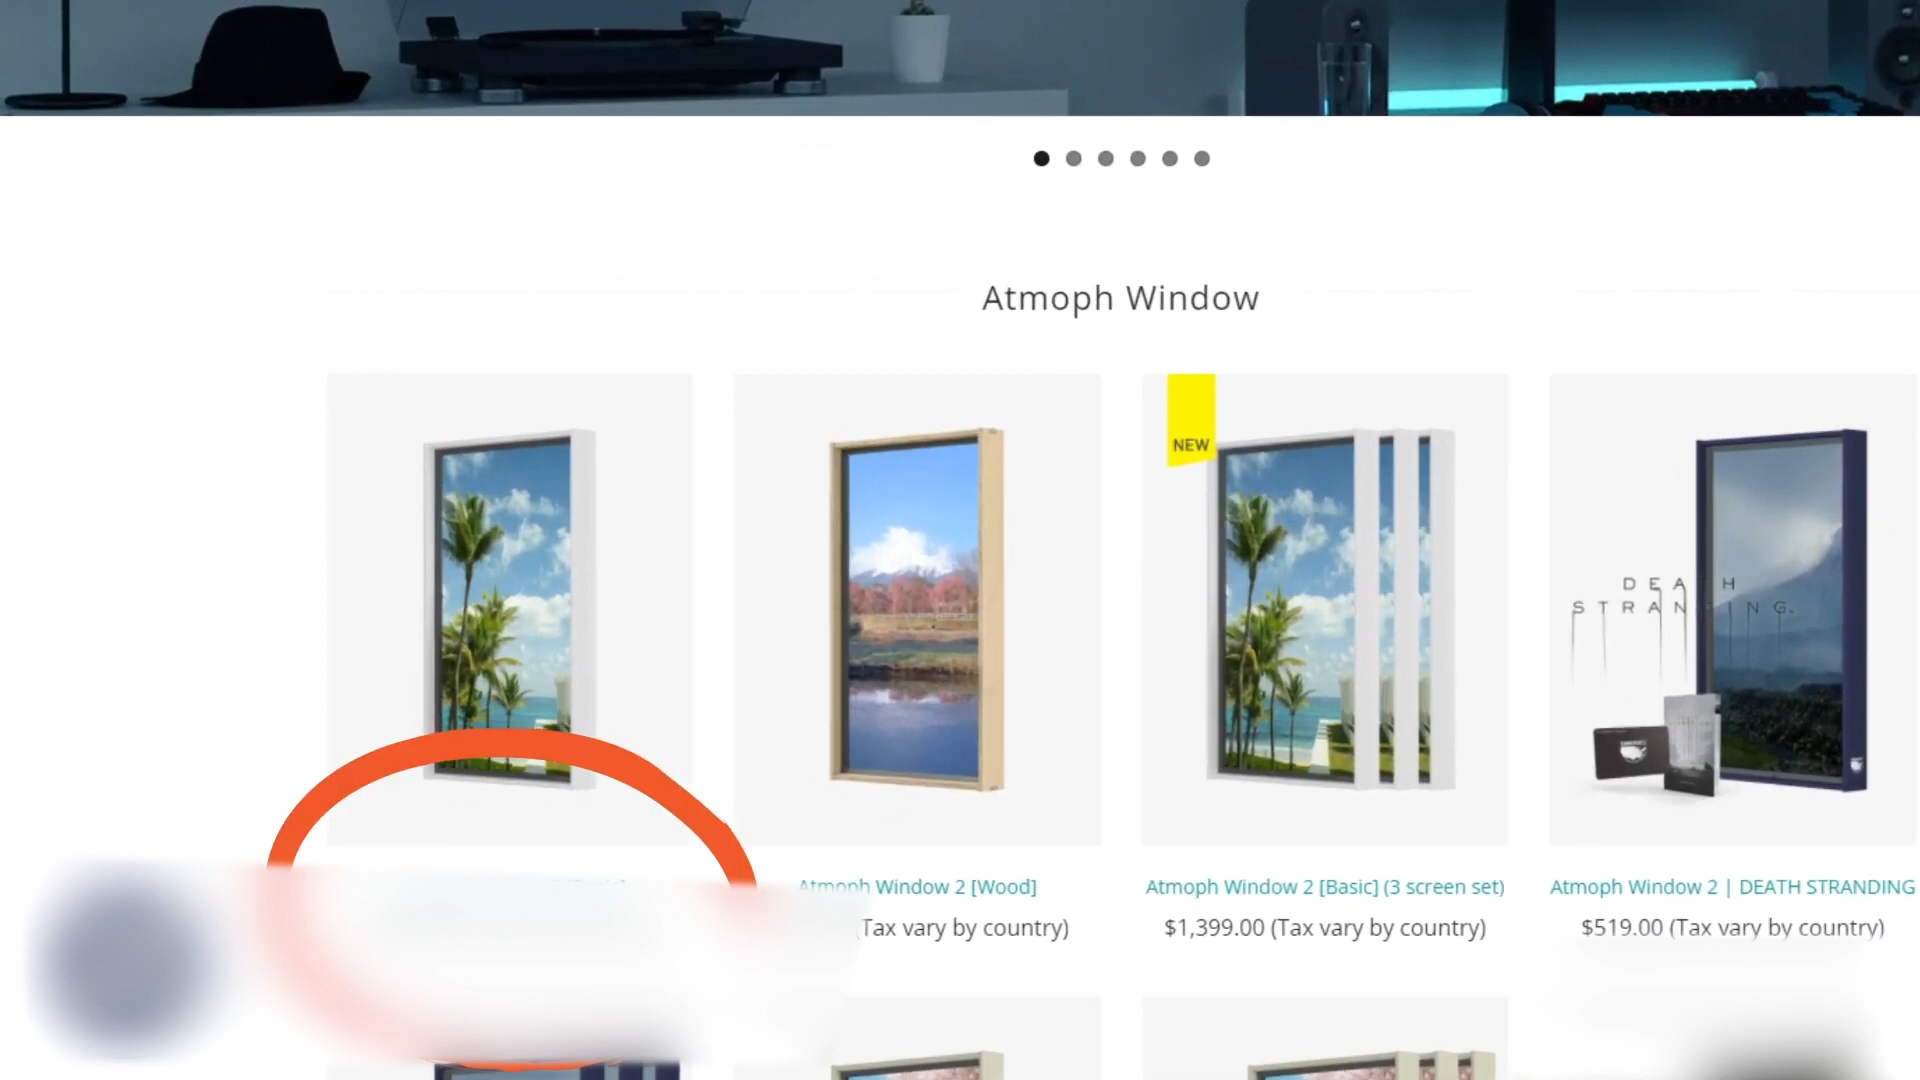 Atmoph Window
NEW
DEATH
STRANDING.
Atmoph Window 2 [Wood]
(Tax vary by country)
Atmoph Window 2 [Basic] (3 screen set)
$1,399.00 (Tax vary by country)
Atmoph Window 2 | DEATH STRANDING
$519.00 (Tax vary by country)